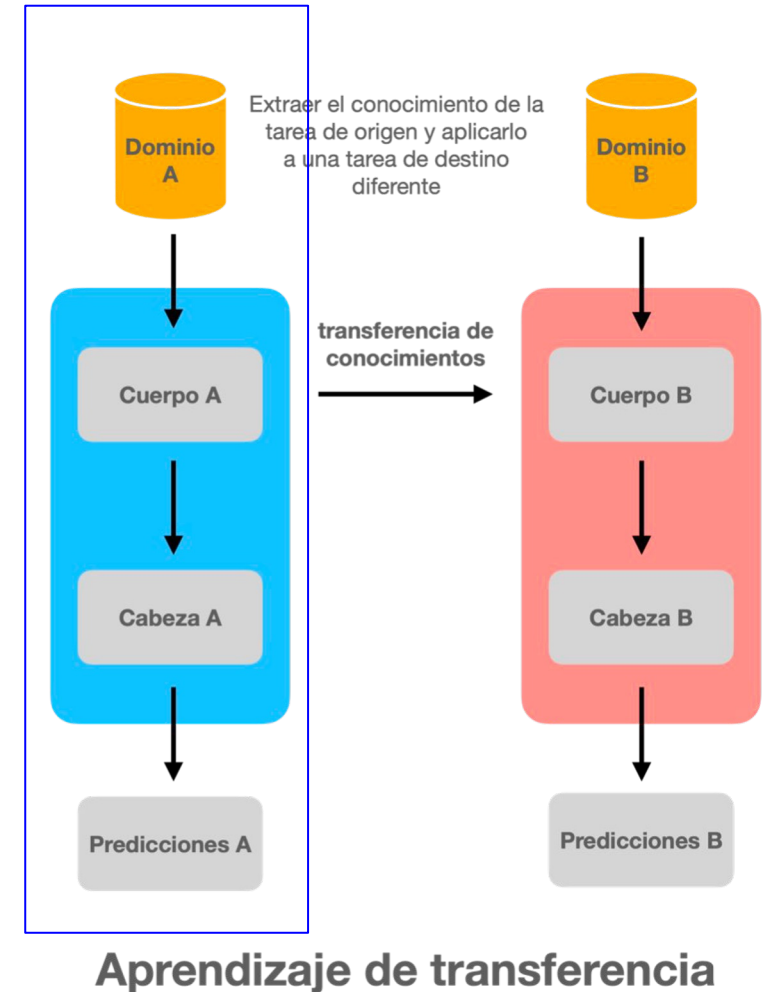 Dominio
A
Extraer el conocimiento de la
tarea de origen y aplicarlo
a una tarea de destino
diferente
Dominio
B
transferencia de
conocimientos
Cuerpo A
Cuerpo B
Cabeza A
Cabeza B
Predicciones A
Predicciones B
Aprendizaje de transferencia